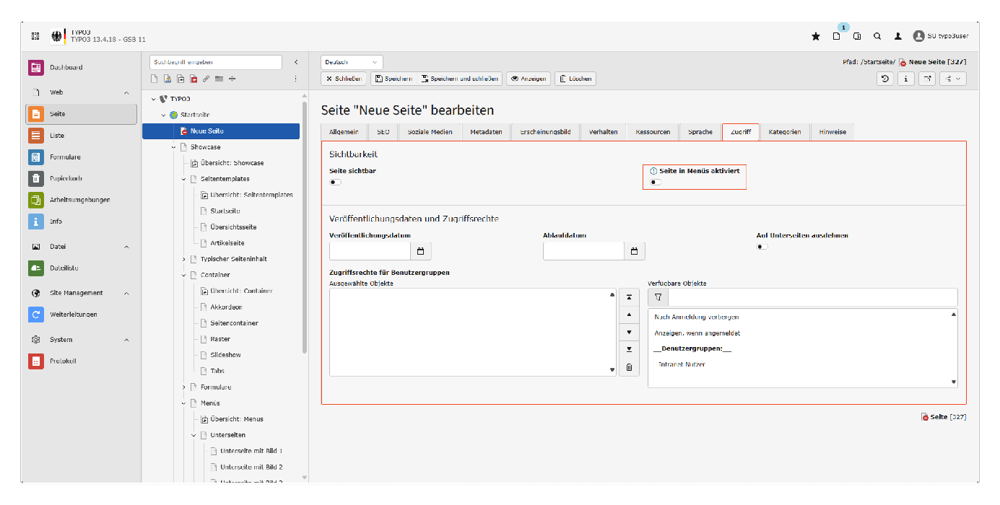 TYPO3
TYPO3 13.4.18 - GSB 11
1
SU typo3user
Dashboard
Web
Seite
Liste
Formulare
Papierkorb
Arbeitsumgebungen
Info
Datei
Dateiliste
Site Management
Weiterleitungen
System
Protokoll
Suchbegriff eingeben
TYPO3
Startseite
Neue Seite
Showcase
Übersicht: Showcase
Seitentemplates
Übersicht: Seitentemplates
Startseite
Übersichtsseite
Artikelseite
Typischer Seiteninhalt
Container
Übersicht: Container
Akkordeon
Seitencontainer
Raster
Slideshow
Tabs
Formulare
Menüs
Übersicht: Menüs
Unterseiten
Unterseite mit Bild 1
Unterseite mit Bild 2
Unterseite mit Bild 3
Deutsch
Pfad: /Startseite/ Neue Seite [327]
Schließen Speichern Speichern und schließen Anzeigen Löschen
Seite "Neue Seite" bearbeiten
Allgemein SEO Soziale Medien Metadaten Erscheinungsbild Verhalten Ressourcen Sprache Zugriff Kategorien Hinweise
Sichtbarkeit
Seite sichtbar
Seite in Menüs aktiviert
Veröffentlichungsdaten und Zugriffsrechte
Veröffentlichungsdatum
Ablaufdatum
Auf Unterseiten ausdehnen
Zugriffsrechte für Benutzergruppen
Ausgewählte Objekte
Verfügbare Objekte
Nach Anmeldung verbergen
Anzeigen, wenn angemeldet
__Benutzergruppen:__
Intranet Nutzer
Seite [327]